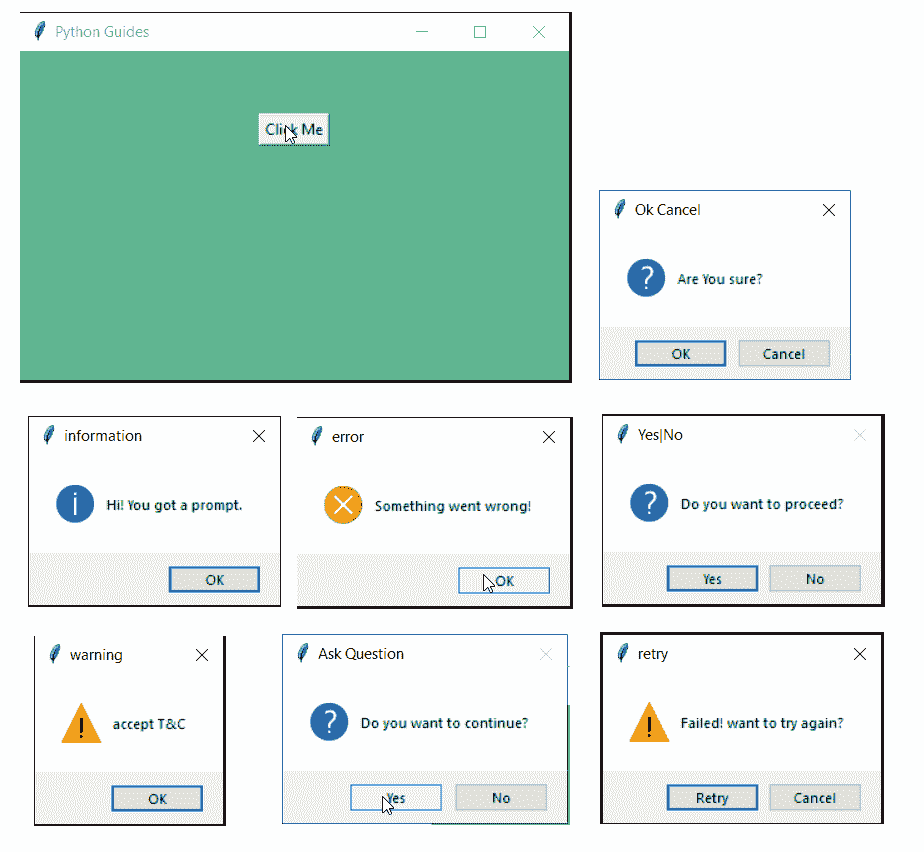 Python Guides
Click Me
Ok Cancel
Are You sure?
OK Cancel
information
Hi! You got a prompt.
OK
error
Something went wrong!
OK
Yes|No
Do you want to proceed?
Yes No
warning
accept T&C
OK
Ask Question
Do you want to continue?
Yes No
retry
Failed! want to try again?
Retry Cancel